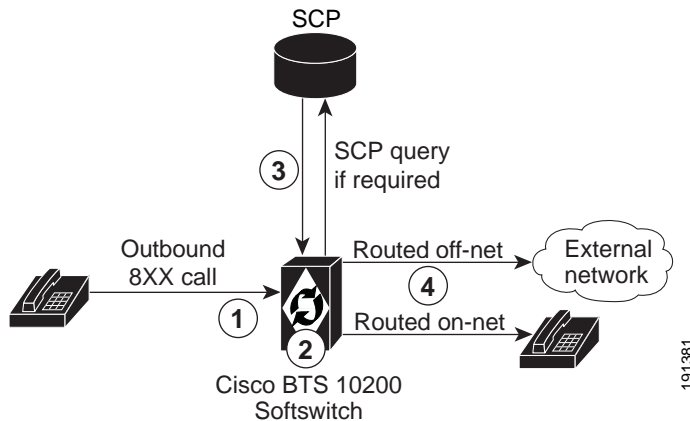 SCP
3
SCP query
if required
Outbound
8XX call
1
2
Routed off-net
4
Routed on-net
External
network
Cisco BTS 10200
Softswitch
191381